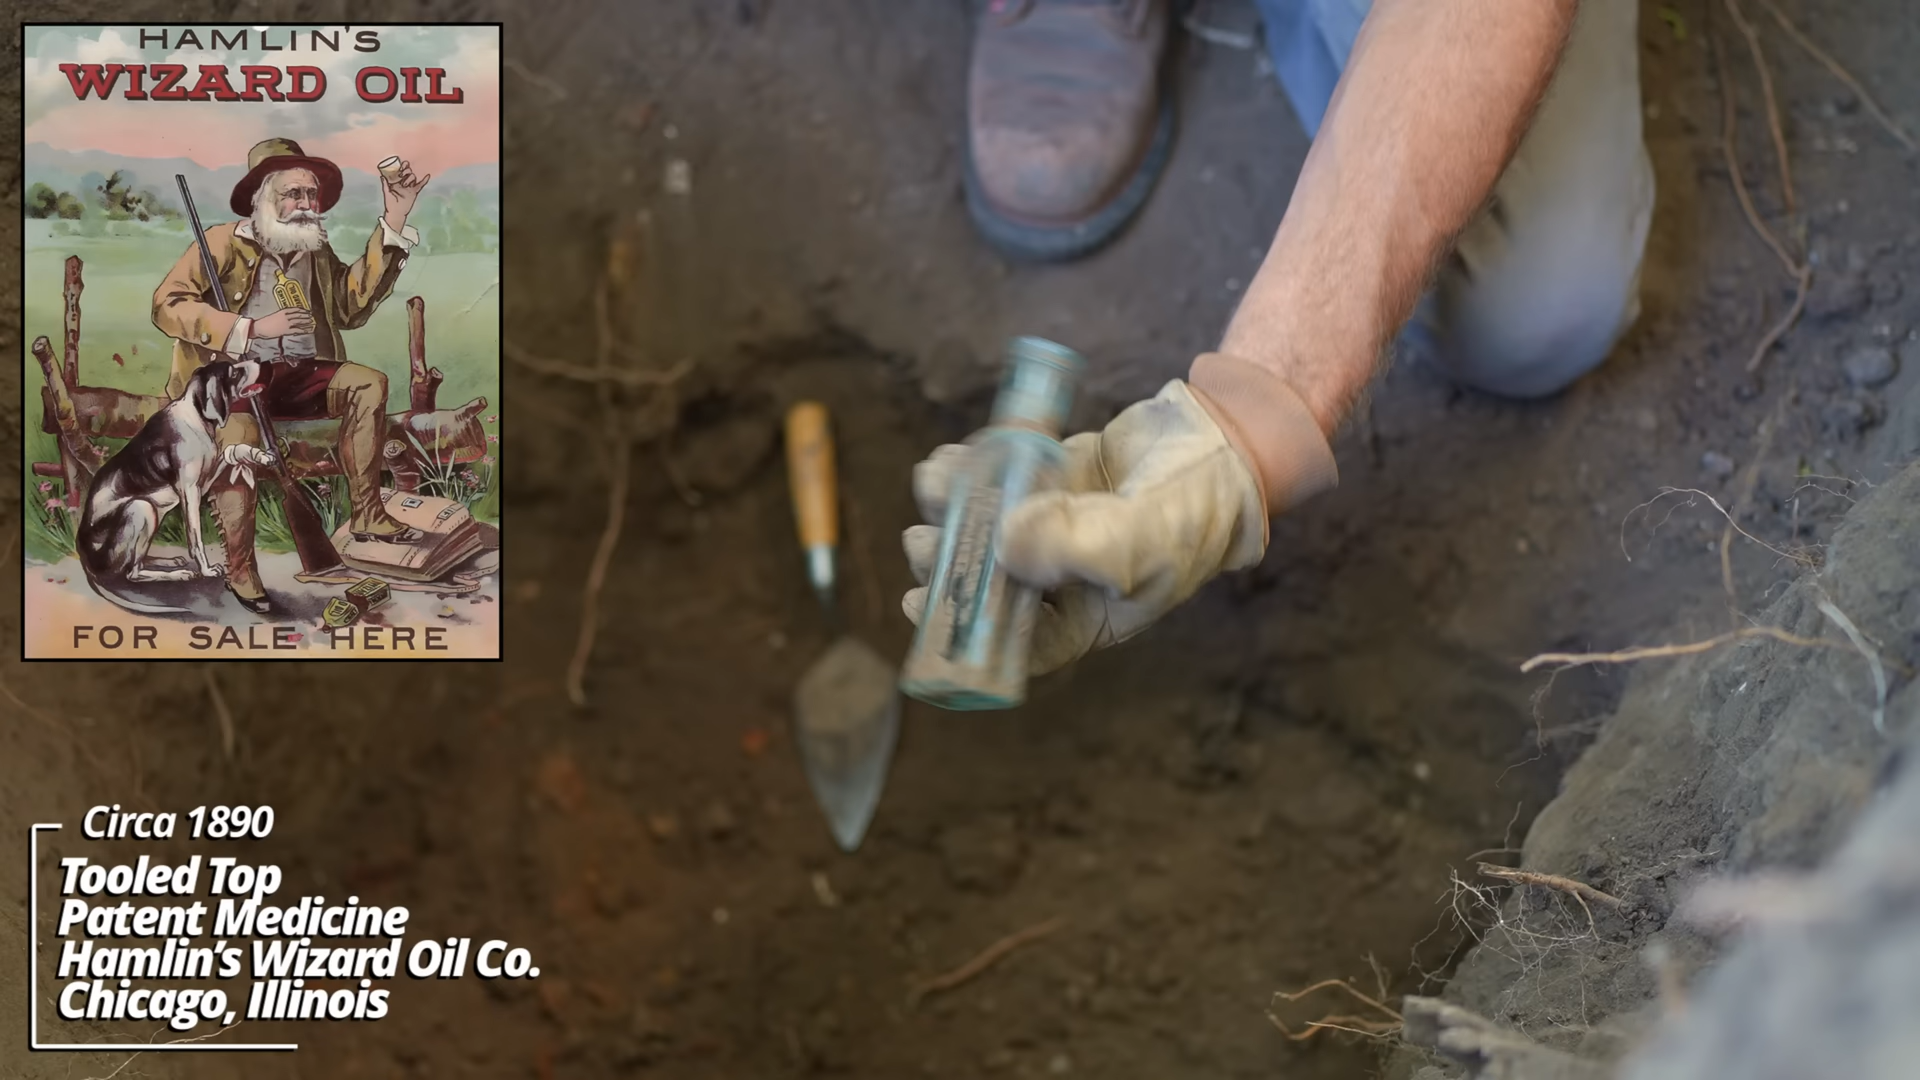 HAMLIN'S
WIZARD OIL
FOR SALE HERE
Circa 1890
Tooled Top
Patent Medicine
Hamlin's Wizard Oil Co.
Chicago, Illinois